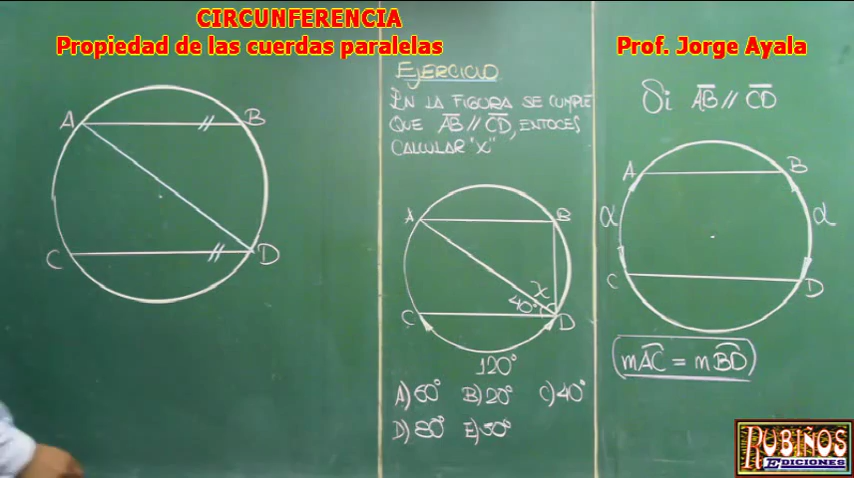 CIRCUNFERENCIA
Propiedad de las cuerdas paralelas
Prof. Jorge Ayala
A
B
C
D
EJERCICIO
EN LA FIGURA SE CUMPLE
QUE AB // CD, ENTOCES
CALCULAR "X"
A
B
x
40°
C
D
120°
A) 60° B) 20° C) 40°
D) 80° E)
Si AB // CD
A
B
α
α
C
D
mAC = mBD
RUBIÑOS
EDICIONES